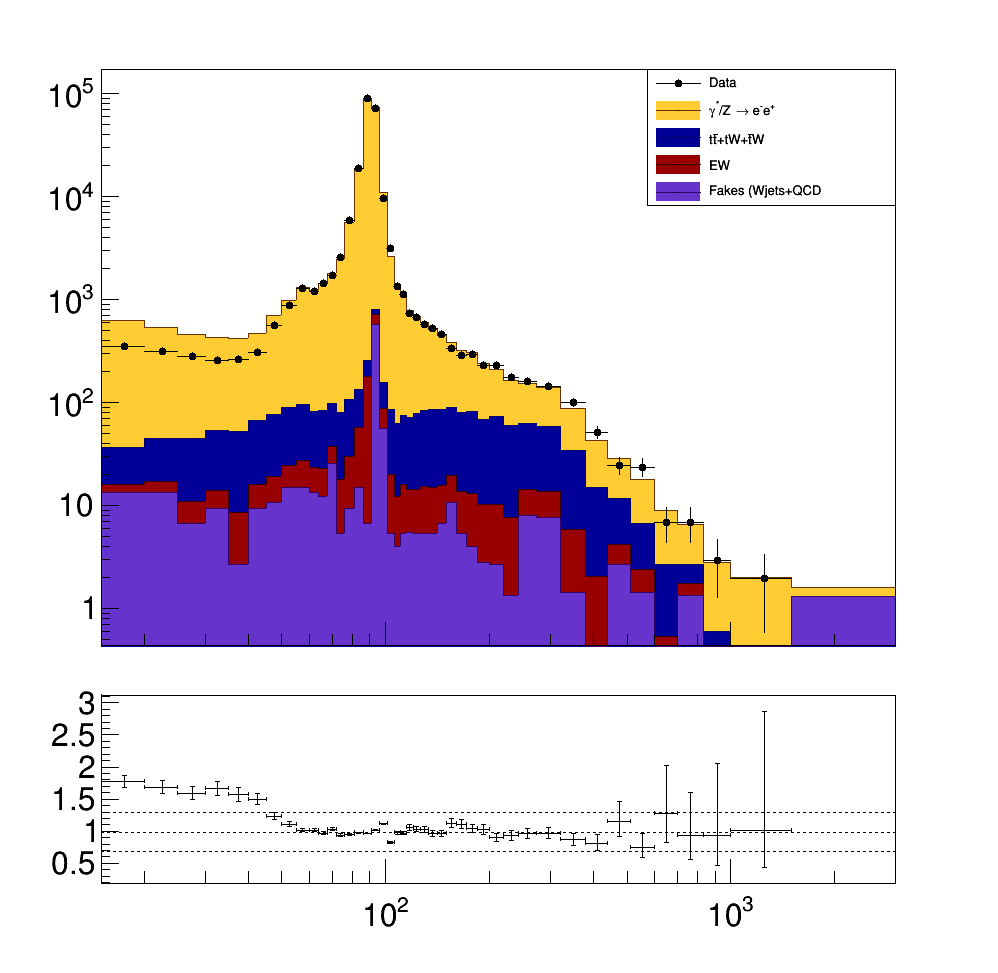 10⁵
10⁴
10³
10²
10
1
Data
γ*/Z → e⁻e⁺
tt̄+tW+t̄W
EW
Fakes (Wjets+QCD
3
2.5
2
1.5
1
0.5
10²
10³